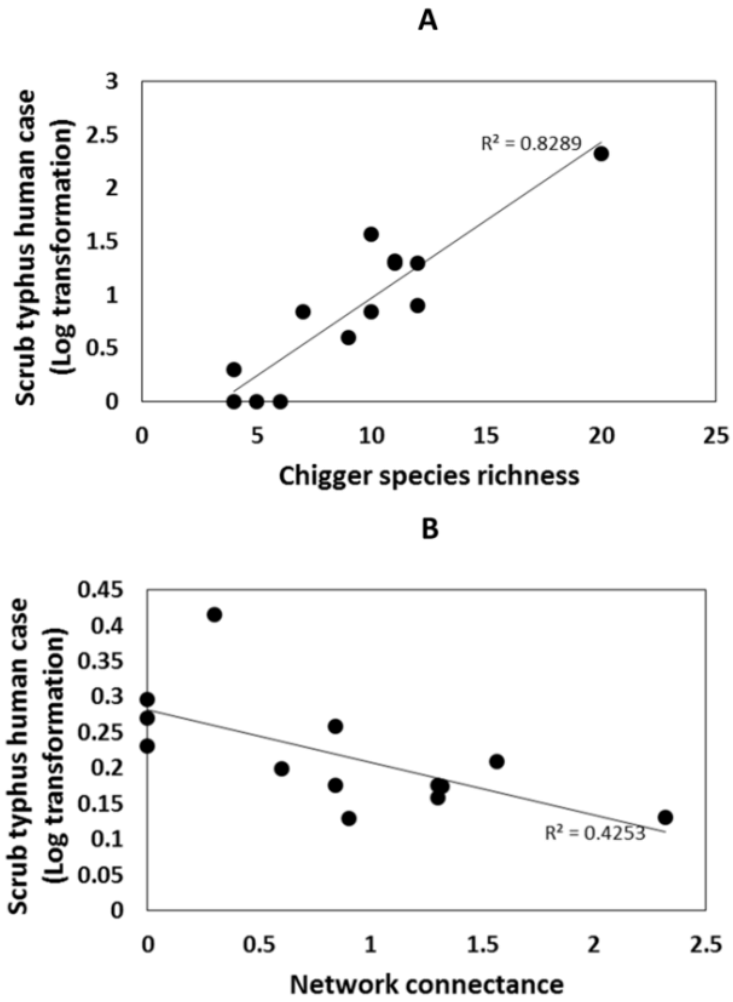 A
Scrub typhus human case
(Log transformation)
3
2.5
2
1.5
1
0.5
0
R² = 0.8289
0 5 10 15 20 25
Chigger species richness
B
Scrub typhus human case
(Log transformation)
0.45
0.4
0.35
0.3
0.25
0.2
0.15
0.1
0.05
0
R² = 0.4253
0 0.5 1 1.5 2 2.5
Network connectance